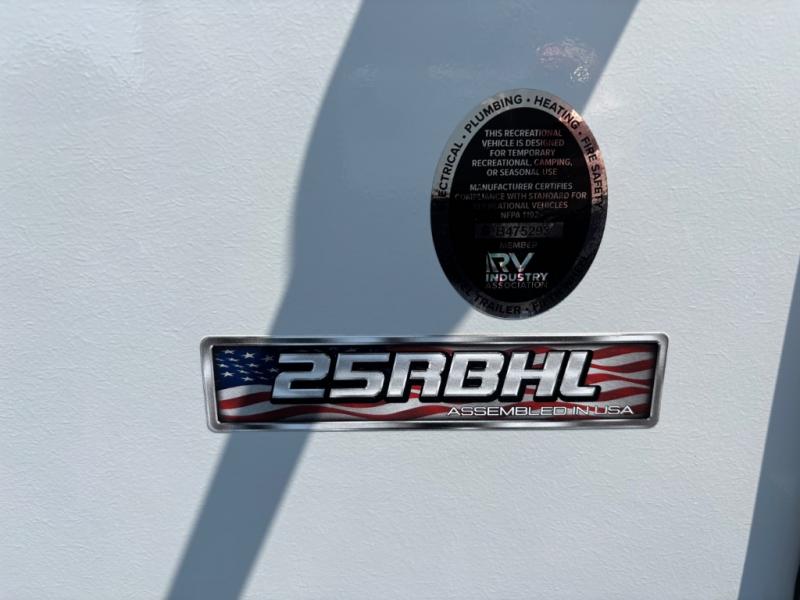 ELECTRICAL • PLUMBING • HEATING • FIRE SAFETY
THIS RECREATIONAL
VEHICLE IS DESIGNED
FOR TEMPORARY
RECREATIONAL, CAMPING,
OR SEASONAL USE
MANUFACTURER CERTIFIES
COMPLIANCE WITH STANDARD FOR
RECREATIONAL VEHICLES
NFPA 1192
B475293
MEMBER
RV
INDUSTRY
ASSOCIATION
TRAILER •
25RBHL
ASSEMBLED IN USA